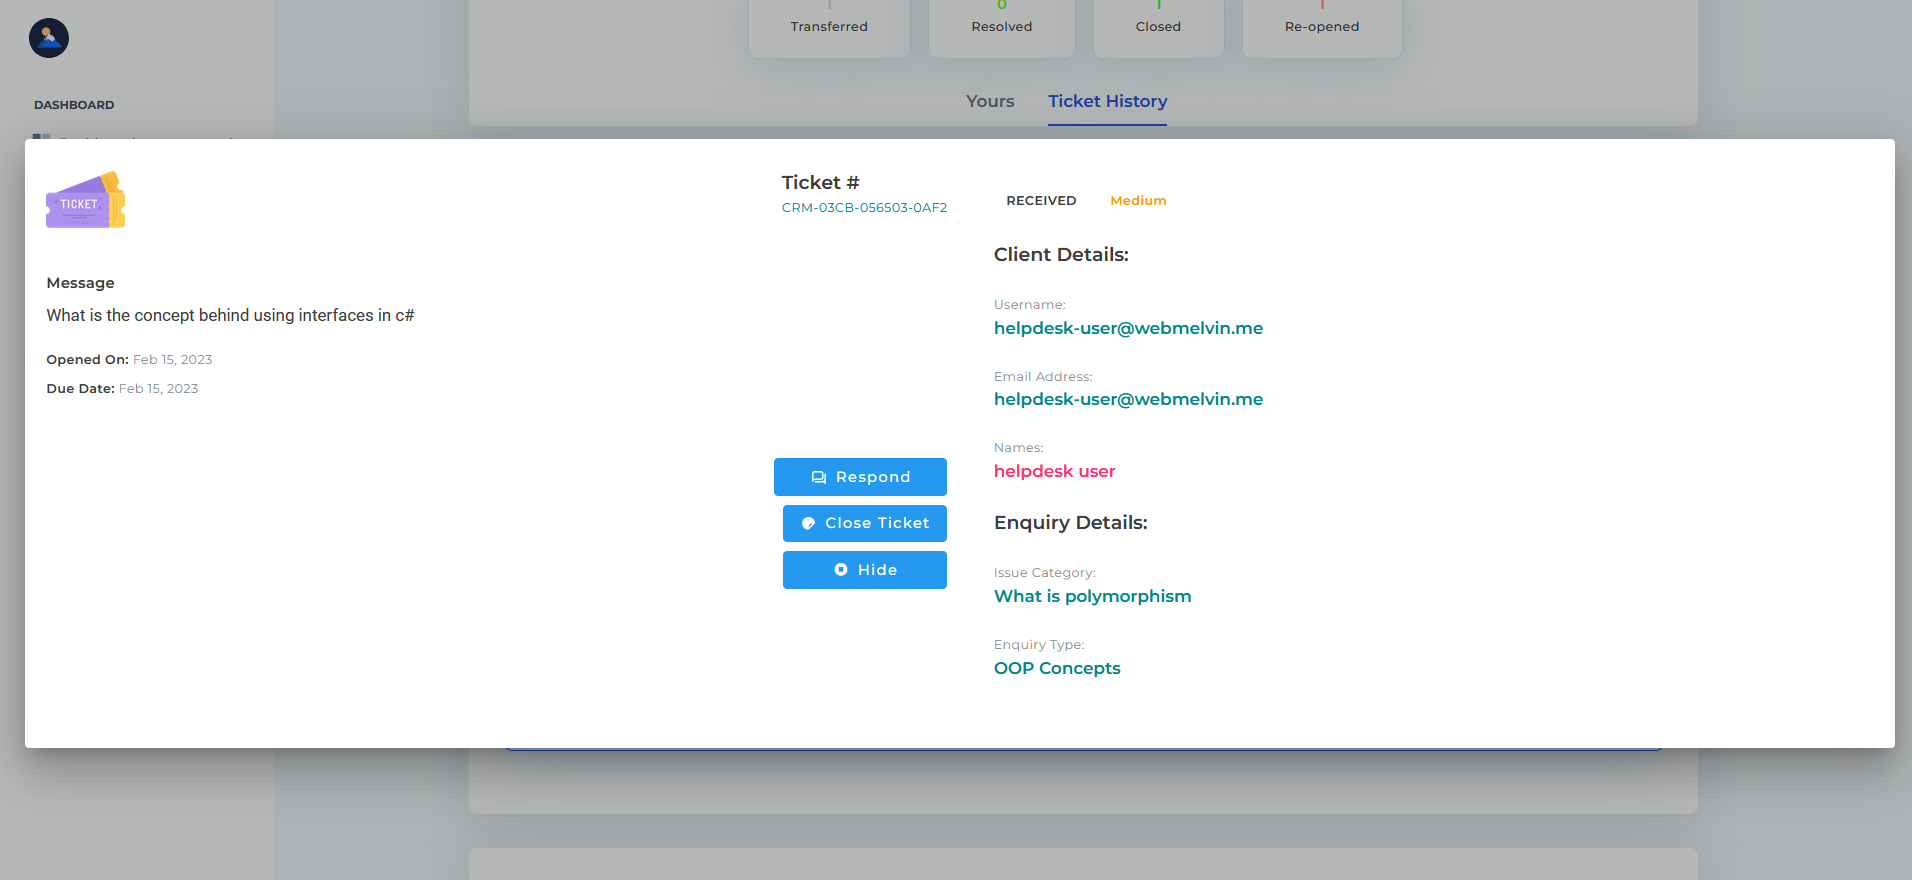 Transferred
0
Resolved
1
Closed
Re-opened
DASHBOARD
Yours
Ticket History
TICKET
Ticket #
CRM-03CB-056503-0AF2
RECEIVED
Medium
Message
What is the concept behind using interfaces in c#
Opened On: Feb 15, 2023
Due Date: Feb 15, 2023
Respond
Close Ticket
Hide
Client Details:
Username:
helpdesk-user@webmelvin.me
Email Address:
helpdesk-user@webmelvin.me
Names:
helpdesk user
Enquiry Details:
Issue Category:
What is polymorphism
Enquiry Type:
OOP Concepts